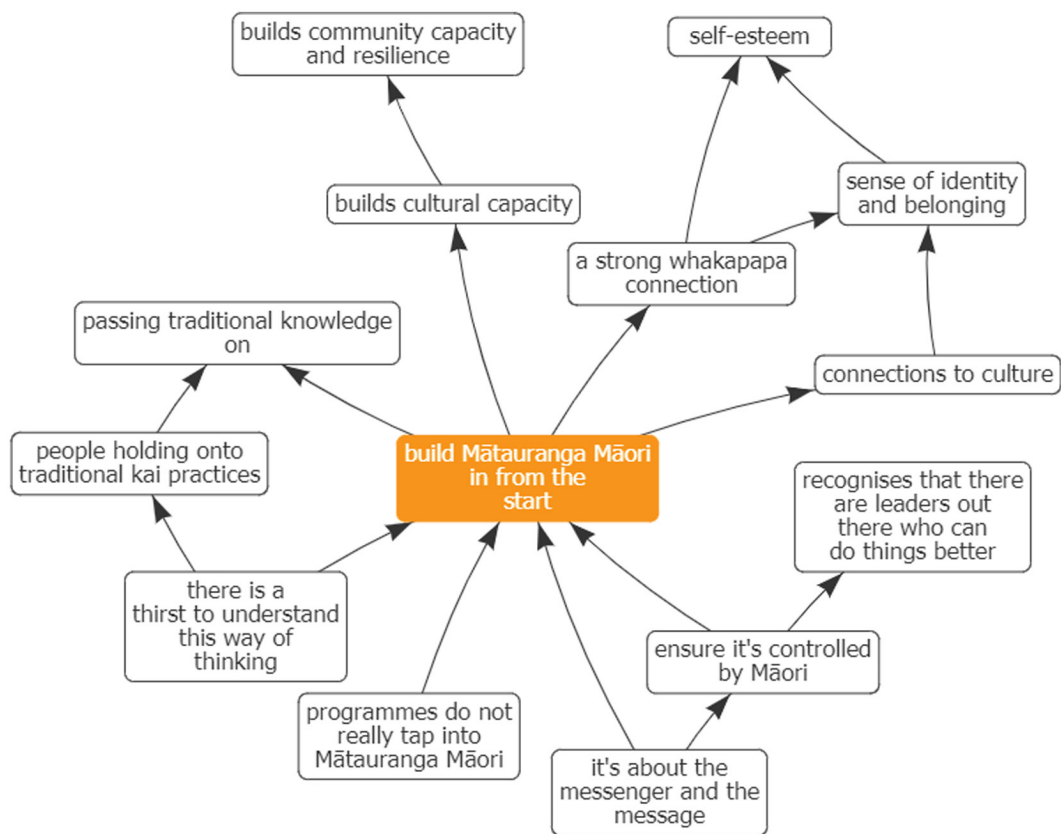 builds community capacity
and resilience
self-esteem
builds cultural capacity
sense of identity
and belonging
a strong whakapapa
connection
passing traditional knowledge
on
connections to culture
people holding onto
traditional kai practices
build Mātauranga Māori
in from the
start
recognises that there
are leaders out
there who can
do things better
there is a
thirst to understand
this way of
thinking
ensure it's controlled
by Māori
programmes do not
really tap into
Mātauranga Māori
it's about the
messenger and the
message